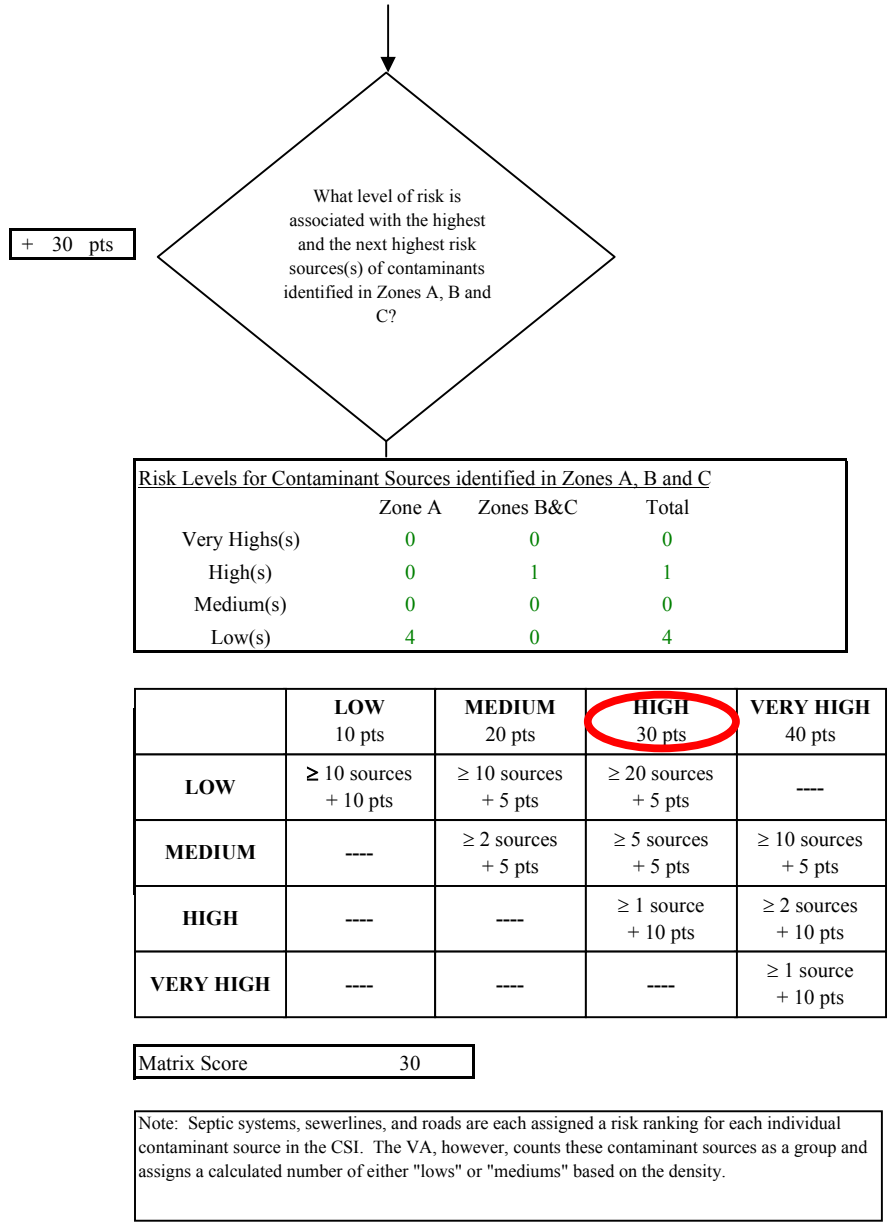 What level of risk is
associated with the highest
and the next highest risk
sources(s) of contaminants
identified in Zones A, B and
C?
+ 30 pts
Risk Levels for Contaminant Sources identified in Zones A, B and C
Zone A Zones B&C Total
Very Highs(s) 0 0 0
High(s) 0 1 1
Medium(s) 0 0 0
Low(s) 4 0 4
LOW MEDIUM HIGH VERY HIGH
10 pts 20 pts 30 pts 40 pts
LOW ≥ 10 sources ≥ 10 sources ≥ 20 sources ----
+ 10 pts + 5 pts + 5 pts
MEDIUM ---- ≥ 2 sources ≥ 5 sources ≥ 10 sources
+ 5 pts + 5 pts + 5 pts
HIGH ---- ---- ≥ 1 source ≥ 2 sources
+ 10 pts + 10 pts
VERY HIGH ---- ---- ---- ≥ 1 source
+ 10 pts
Matrix Score 30
Note: Septic systems, sewerlines, and roads are each assigned a risk ranking for each individual
contaminant source in the CSI. The VA, however, counts these contaminant sources as a group and
assigns a calculated number of either "lows" or "mediums" based on the density.